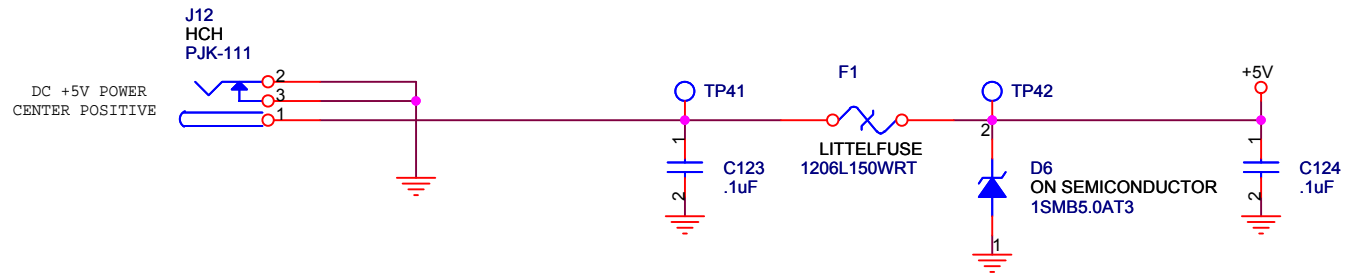 J12
HCH
PJK-111
DC +5V POWER
CENTER POSITIVE
2
3
1
TP41
1
C123
.1uF
2
F1
LITTELFUSE
1206L150WRT
TP42
2
D6
ON SEMICONDUCTOR
1SMB5.0AT3
1
+5V
1
C124
.1uF
2